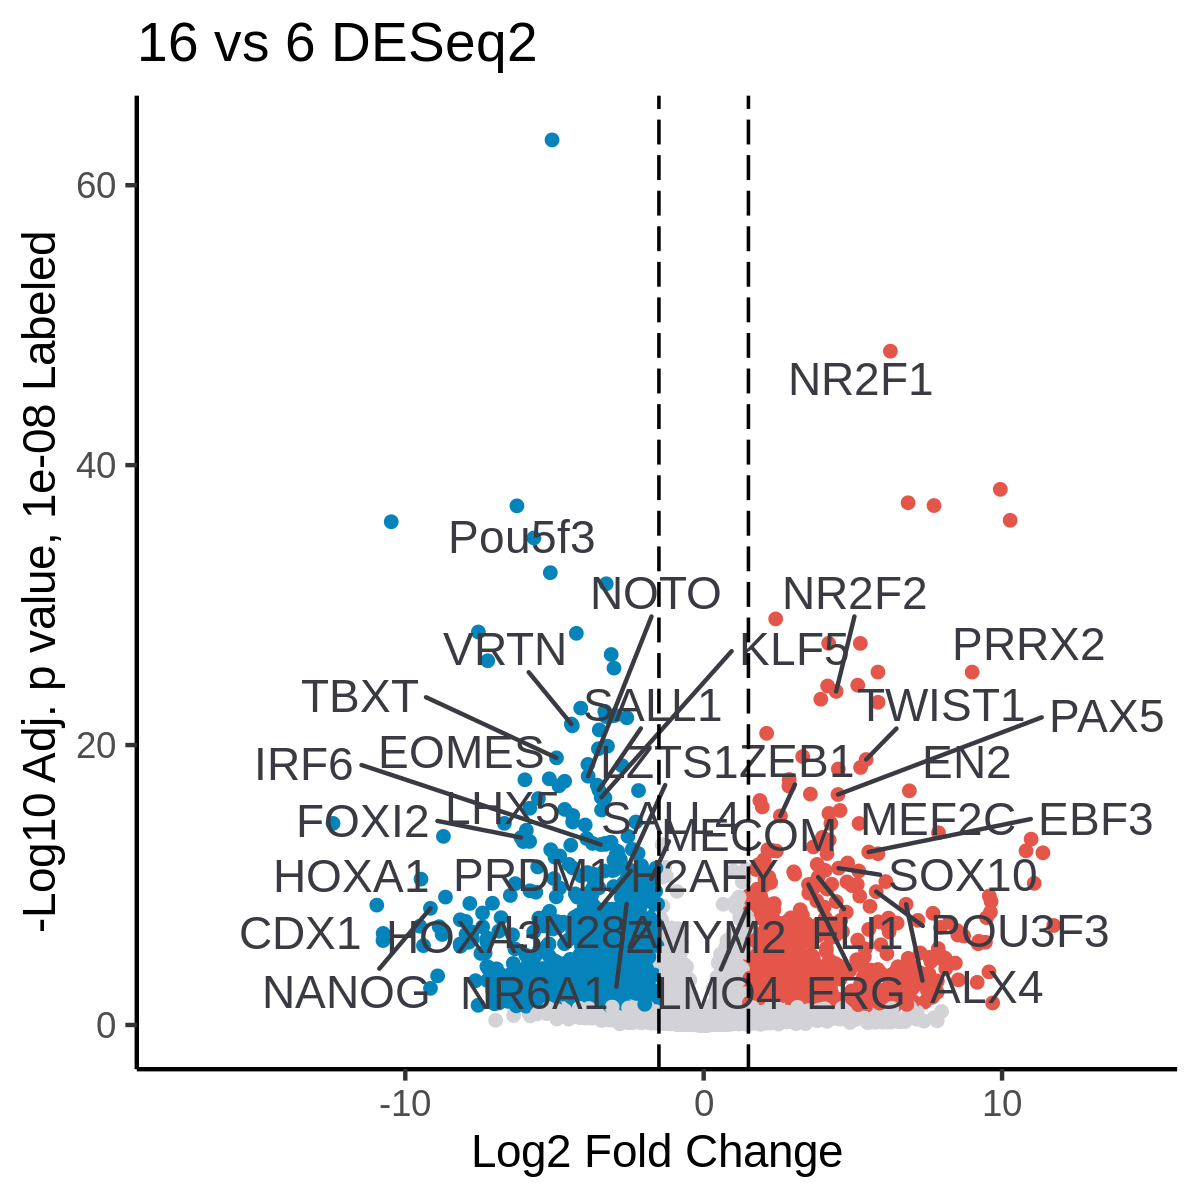 16 vs 6 DESeq2
-Log10 Adj. p value, 1e-08 Labeled
60
40
20
0
NR2F1
Pou5f3
NOTO
NR2F2
VRTN
KLF5
PRRX2
TBXT
SALL1
TWIST1
PAX5
IRF6
EOMES
LZTS1
ZEB1
EN2
FOXI2
LHX5
SALL4
MECOM
MEF2C
EBF3
HOXA1
PRDM1
H2AFY
SOX10
CDX1
HOXA3
LIN28A
ZMYM2
FLI1
POU3F3
NANOG
NR6A1
LMO4
ERG
ALX4
-10
0
10
Log2 Fold Change